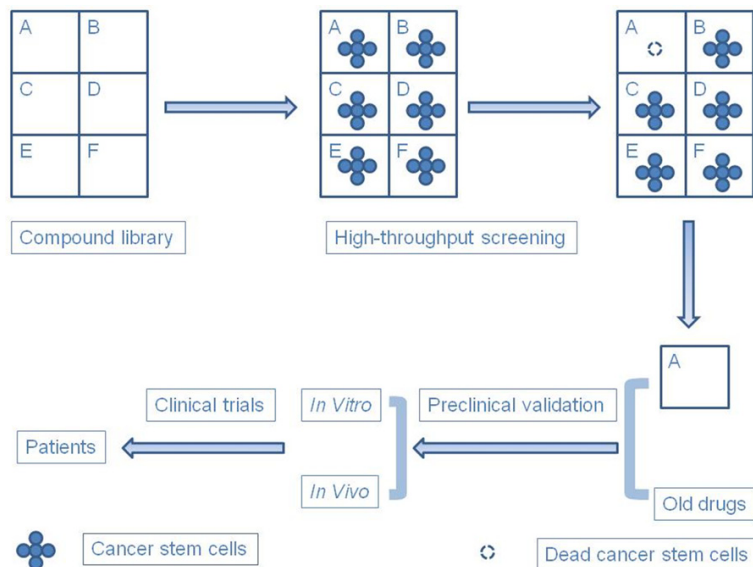 A B A B A B
C D C D C D
E F E F E F
Compound library High-throughput screening
A
Clinical trials In Vitro Preclinical validation
Patients
In Vivo Old drugs
Cancer stem cells Dead cancer stem cells